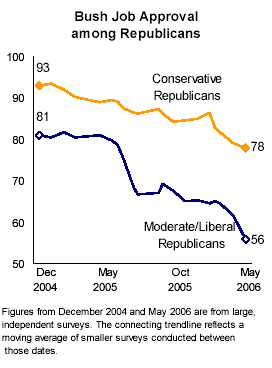 Bush Job Approval
among Republicans
100
93
Conservative
Republicans
90
81
80
78
70
Moderate/Liberal
Republicans
60
56
50
Dec May Oct May
2004 2005 2005 2006
Figures from December 2004 and May 2006 are from large,
independent surveys. The connecting trendline reflects a
moving average of smaller surveys conducted between
those dates.